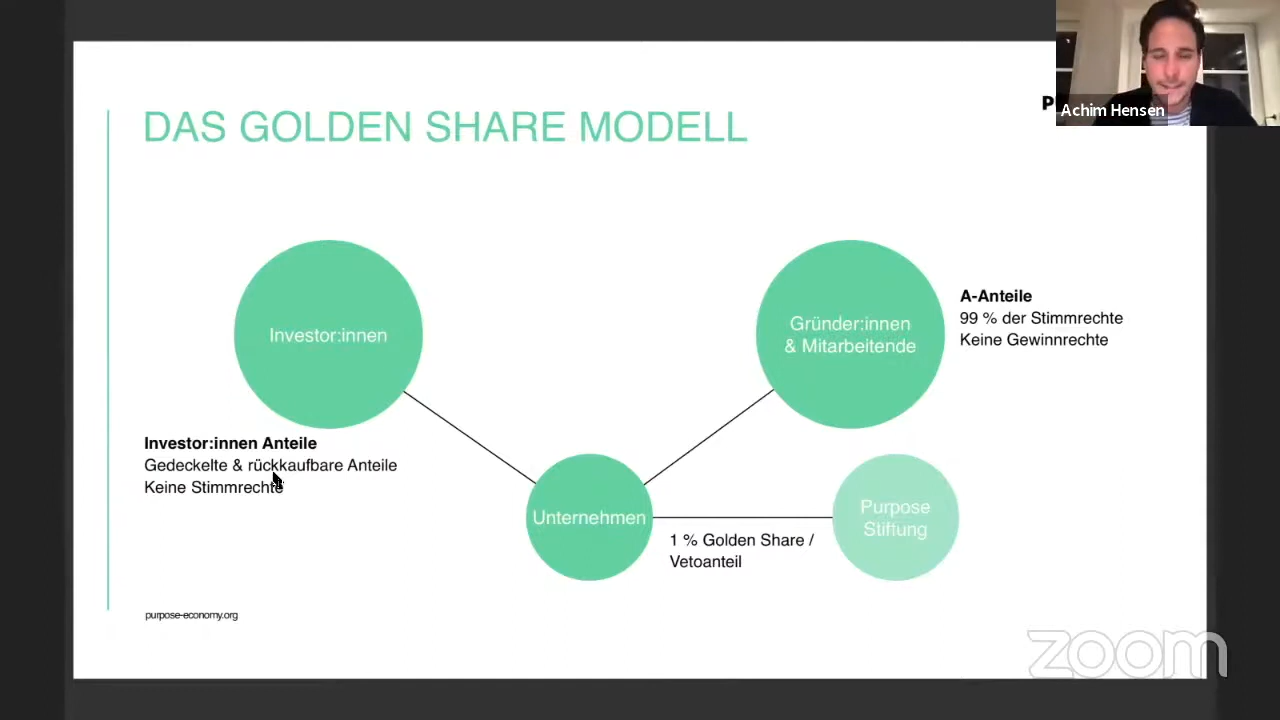 DAS GOLDEN SHARE MODELL
P
Achim Hensen
Investor:innen
Gründer:innen
& Mitarbeitende
A-Anteile
99 % der Stimmrechte
Keine Gewinnrechte
Investor:innen Anteile
Gedeckelte & rückkaufbare Anteile
Keine Stimmrechte
Unternehmen
1 % Golden Share /
Vetoanteil
Purpose
Stiftung
purpose-economy.org
zoom